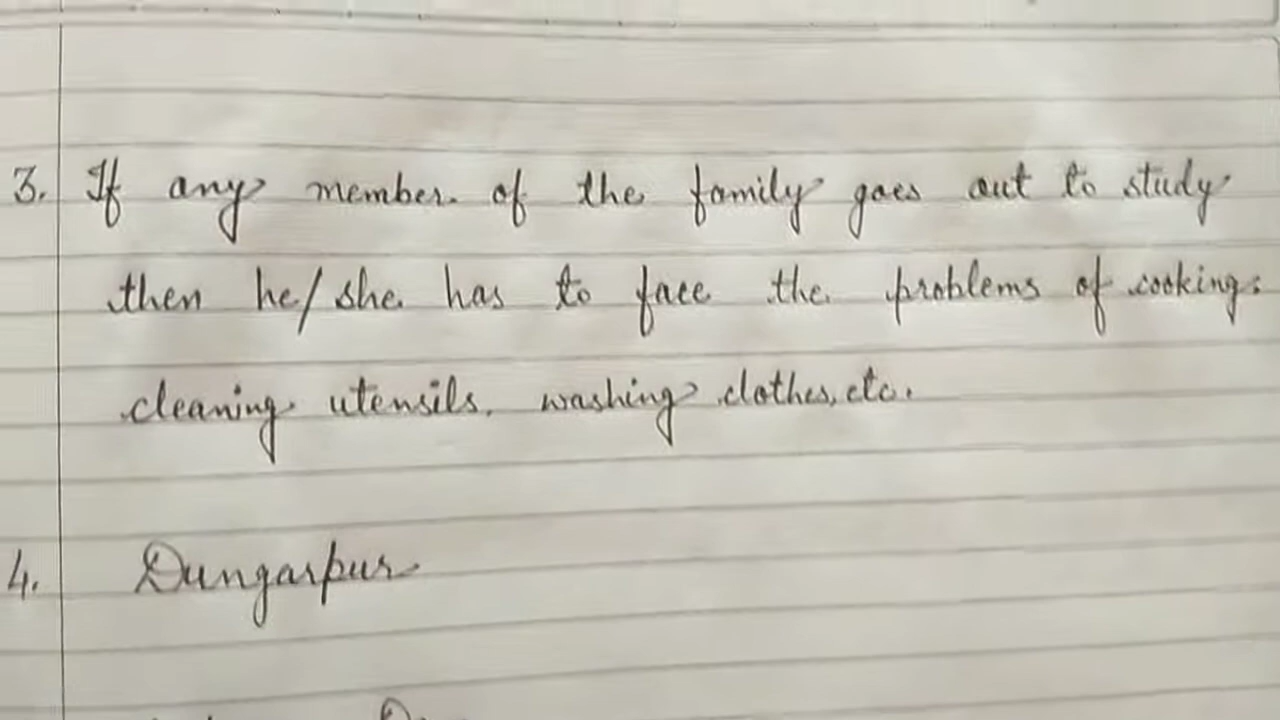 3. If any member of the family goes out to study
then he/she has to face the problems of cooking,
cleaning utensils, washing clothes, etc.
4. Dungarpur